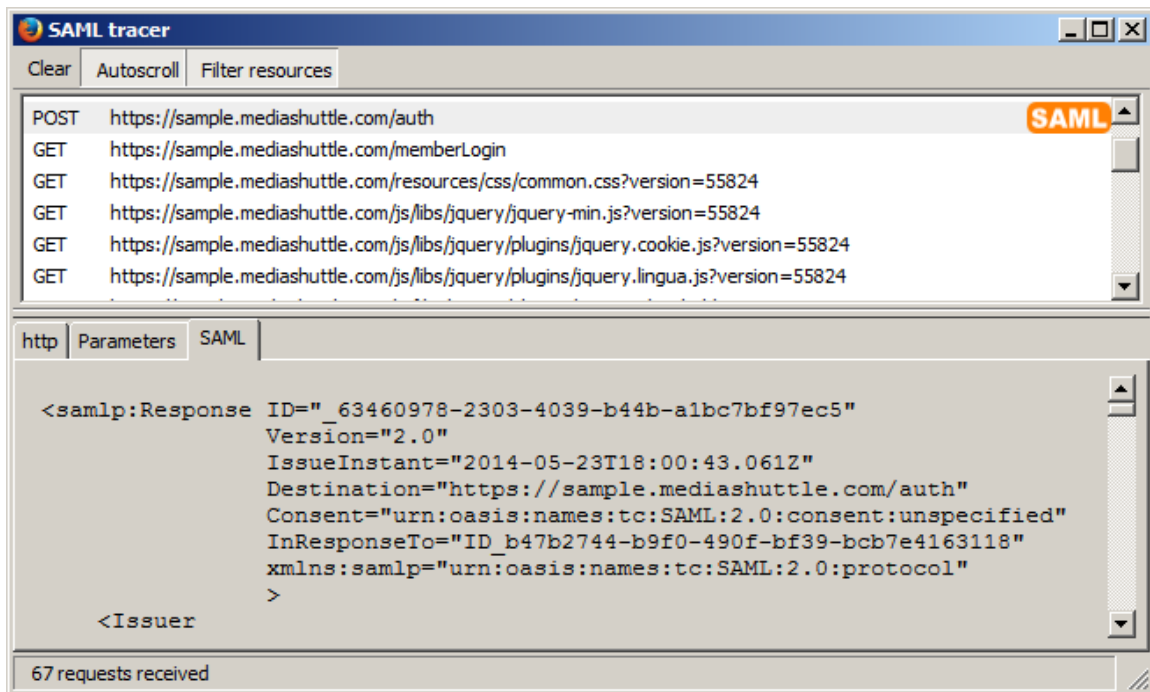 SAML tracer
Clear Autoscroll Filter resources
POST https://sample.mediashuttle.com/auth SAML
GET https://sample.mediashuttle.com/memberLogin
GET https://sample.mediashuttle.com/resources/css/common.css?version=55824
GET https://sample.mediashuttle.com/js/libs/jquery/jquery-min.js?version=55824
GET https://sample.mediashuttle.com/js/libs/jquery/plugins/jquery.cookie.js?version=55824
GET https://sample.mediashuttle.com/js/libs/jquery/plugins/jquery.lingua.js?version=55824
http Parameters SAML
<samlp:Response ID="_63460978-2303-4039-b44b-a1bc7bf97ec5"
Version="2.0"
IssueInstant="2014-05-23T18:00:43.061Z"
Destination="https://sample.mediashuttle.com/auth"
Consent="urn:oasis:names:tc:SAML:2.0:consent:unspecified"
InResponseTo="ID_b47b2744-b9f0-490f-bf39-bcb7e4163118"
xmlns:samlp="urn:oasis:names:tc:SAML:2.0:protocol"
>
<Issuer
67 requests received